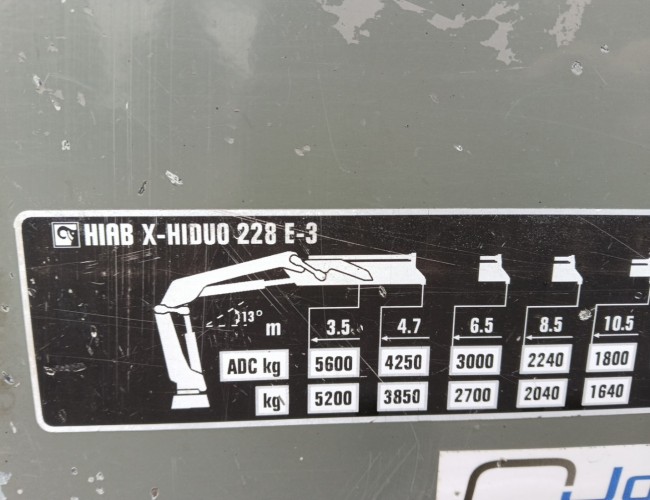 HIAB X-HIDUO 228 E-3
13°
m 3.5 4.7 6.5 8.5 10.5
ADC kg 5600 4250 3000 2240 1800
kg 5200 3850 2700 2040 1640